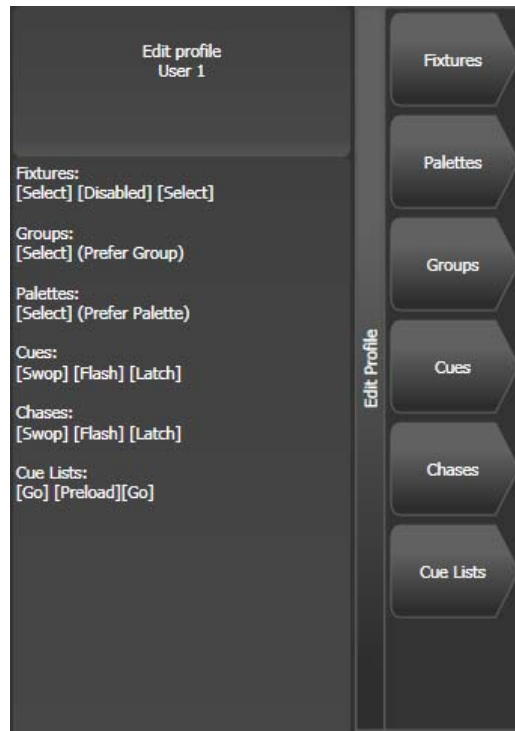 Edit profile
User 1
Fixtures:
[Select] [Disabled] [Select]
Groups:
[Select] (Prefer Group)
Palettes:
[Select] (Prefer Palette)
Cues:
[Swop] [Flash] [Latch]
Chases:
[Swop] [Flash] [Latch]
Cue Lists:
[Go] [Preload][Go]
Edit Profile
Fixtures
Palettes
Groups
Cues
Chases
Cue Lists